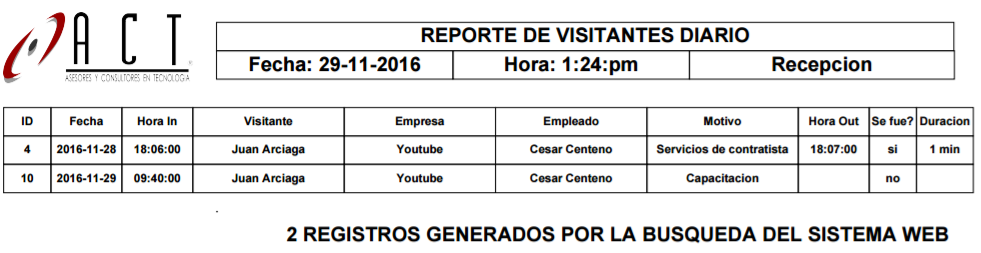 ACT
ASESORES Y CONSULTORES EN TECNOLOGIA
REPORTE DE VISITANTES DIARIO
Fecha: 29-11-2016 Hora: 1:24:pm Recepcion
ID Fecha Hora In Visitante Empresa Empleado Motivo Hora Out Se fue? Duracion
4 2016-11-28 18:06:00 Juan Arciaga Youtube Cesar Centeno Servicios de contratista 18:07:00 si 1 min
10 2016-11-29 09:40:00 Juan Arciaga Youtube Cesar Centeno Capacitacion no
.
2 REGISTROS GENERADOS POR LA BUSQUEDA DEL SISTEMA WEB